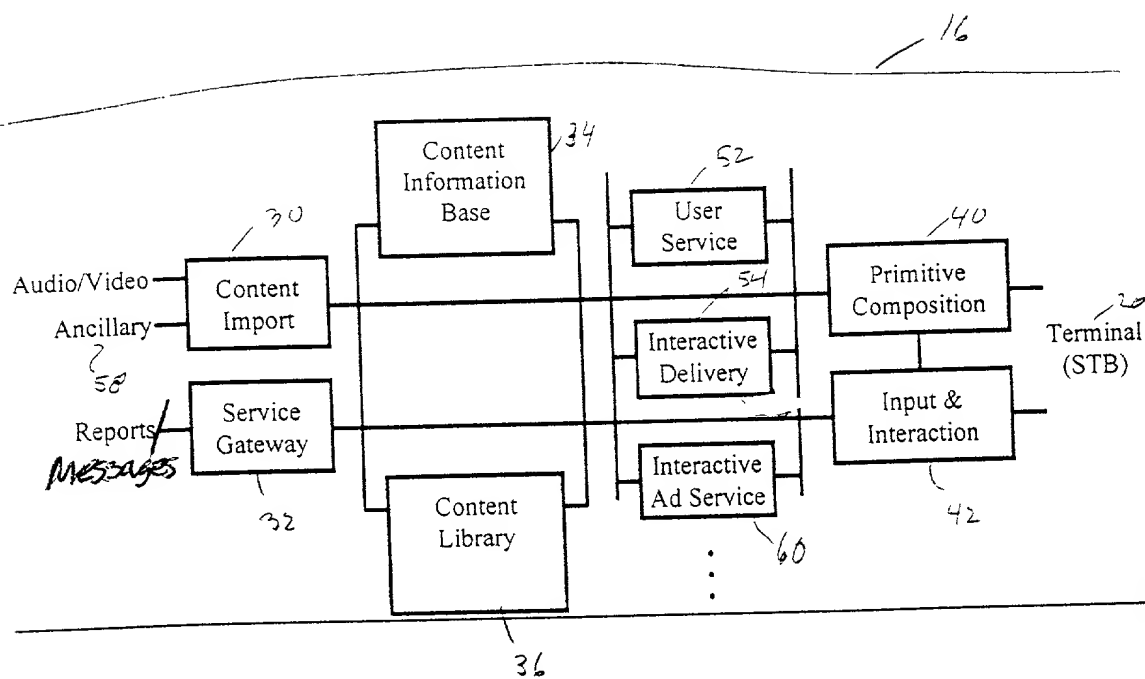 16
34
Content
Information
Base
52
User
Service
30
40
Audio/Video
Content
Import
Primitive
Composition
54
Ancillary
58
Interactive
Delivery
20
Terminal
(STB)
Reports/
Messages
Service
Gateway
Input &
Interaction
32
Interactive
Ad Service
42
Content
Library
60
36